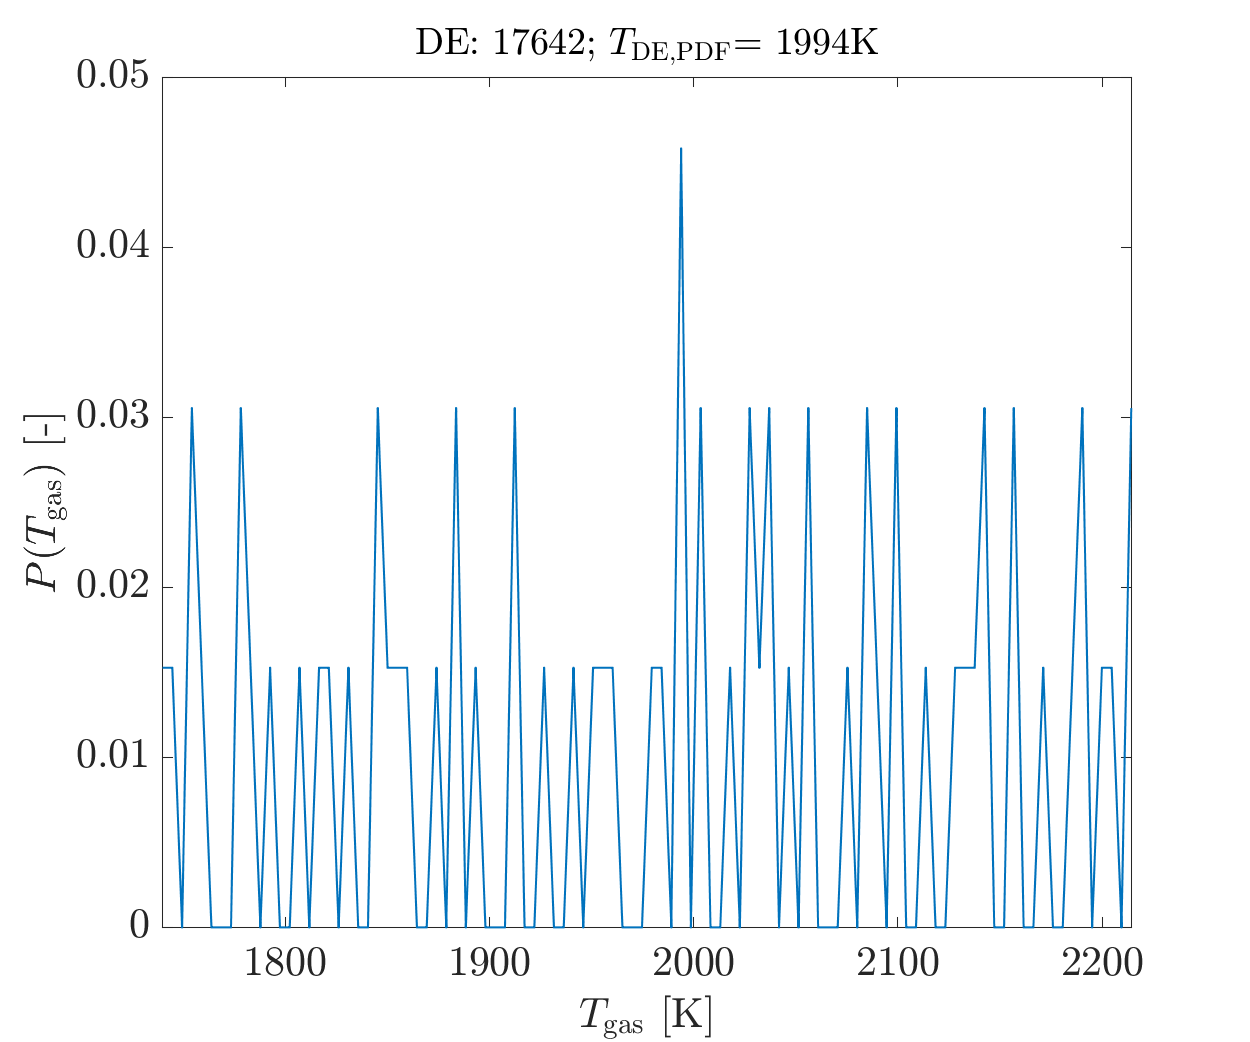 DE: 17642; T_DE,PDF= 1994K
0.05
0.04
0.03
0.02
0.01
0
P(T_gas) [-]
1800 1900 2000 2100 2200
T_gas [K]